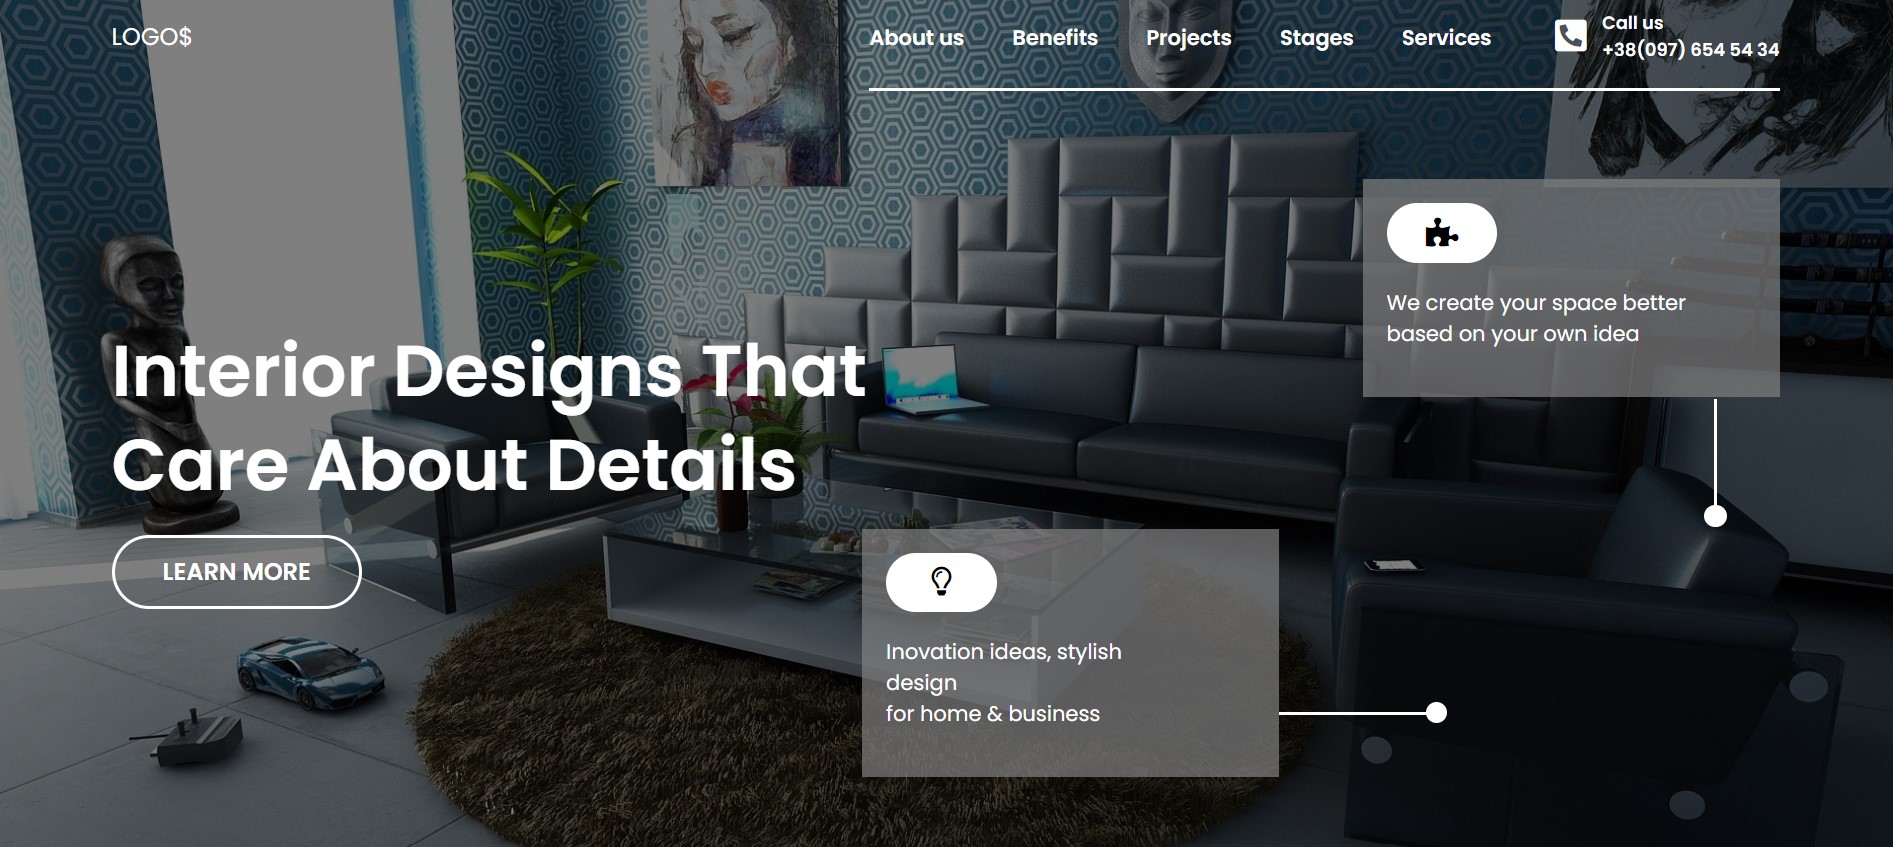 LOGO$
About us
Benefits
Projects
Stages
Services
Call us
+38(097) 654 54 34
We create your space better
based on your own idea
Interior Designs That
Care About Details
LEARN MORE
Inovation ideas, stylish
design
for home & business